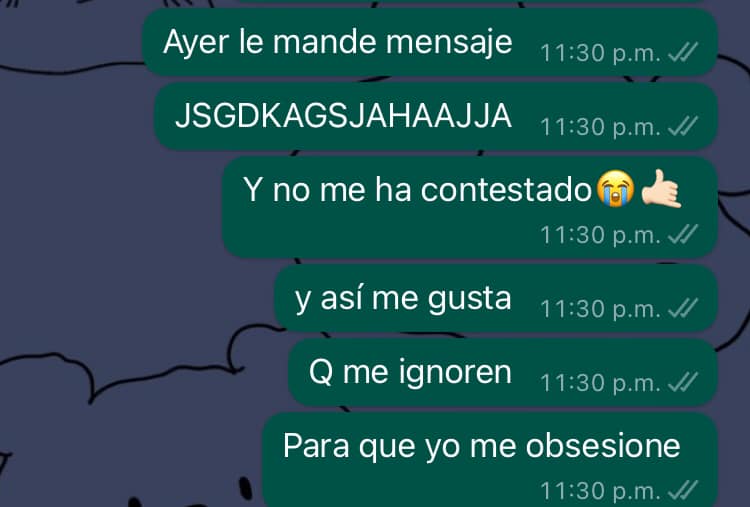 Ayer le mande mensaje 11:30 p.m.
JSGDKAGSJAHAAJJA 11:30 p.m.
Y no me ha contestado😭🤙🏻
11:30 p.m.
y así me gusta 11:30 p.m.
Q me ignoren 11:30 p.m.
Para que yo me obsesione
11:30 p.m.